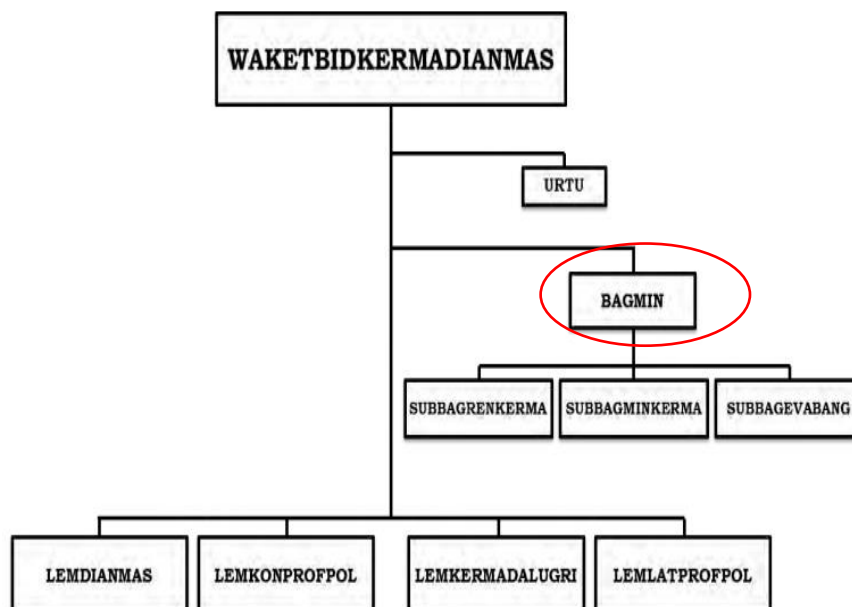 WAKETBIDKERMADIANMAS
URTU
BAGMIN
SUBBAGRENKERMA
SUBBAGMINKERMA
SUBBAGEVABANG
LEMDIANMAS
LEMKONPROFPOL
LEMKERMADALUGRI
LEMLATPROFPOL